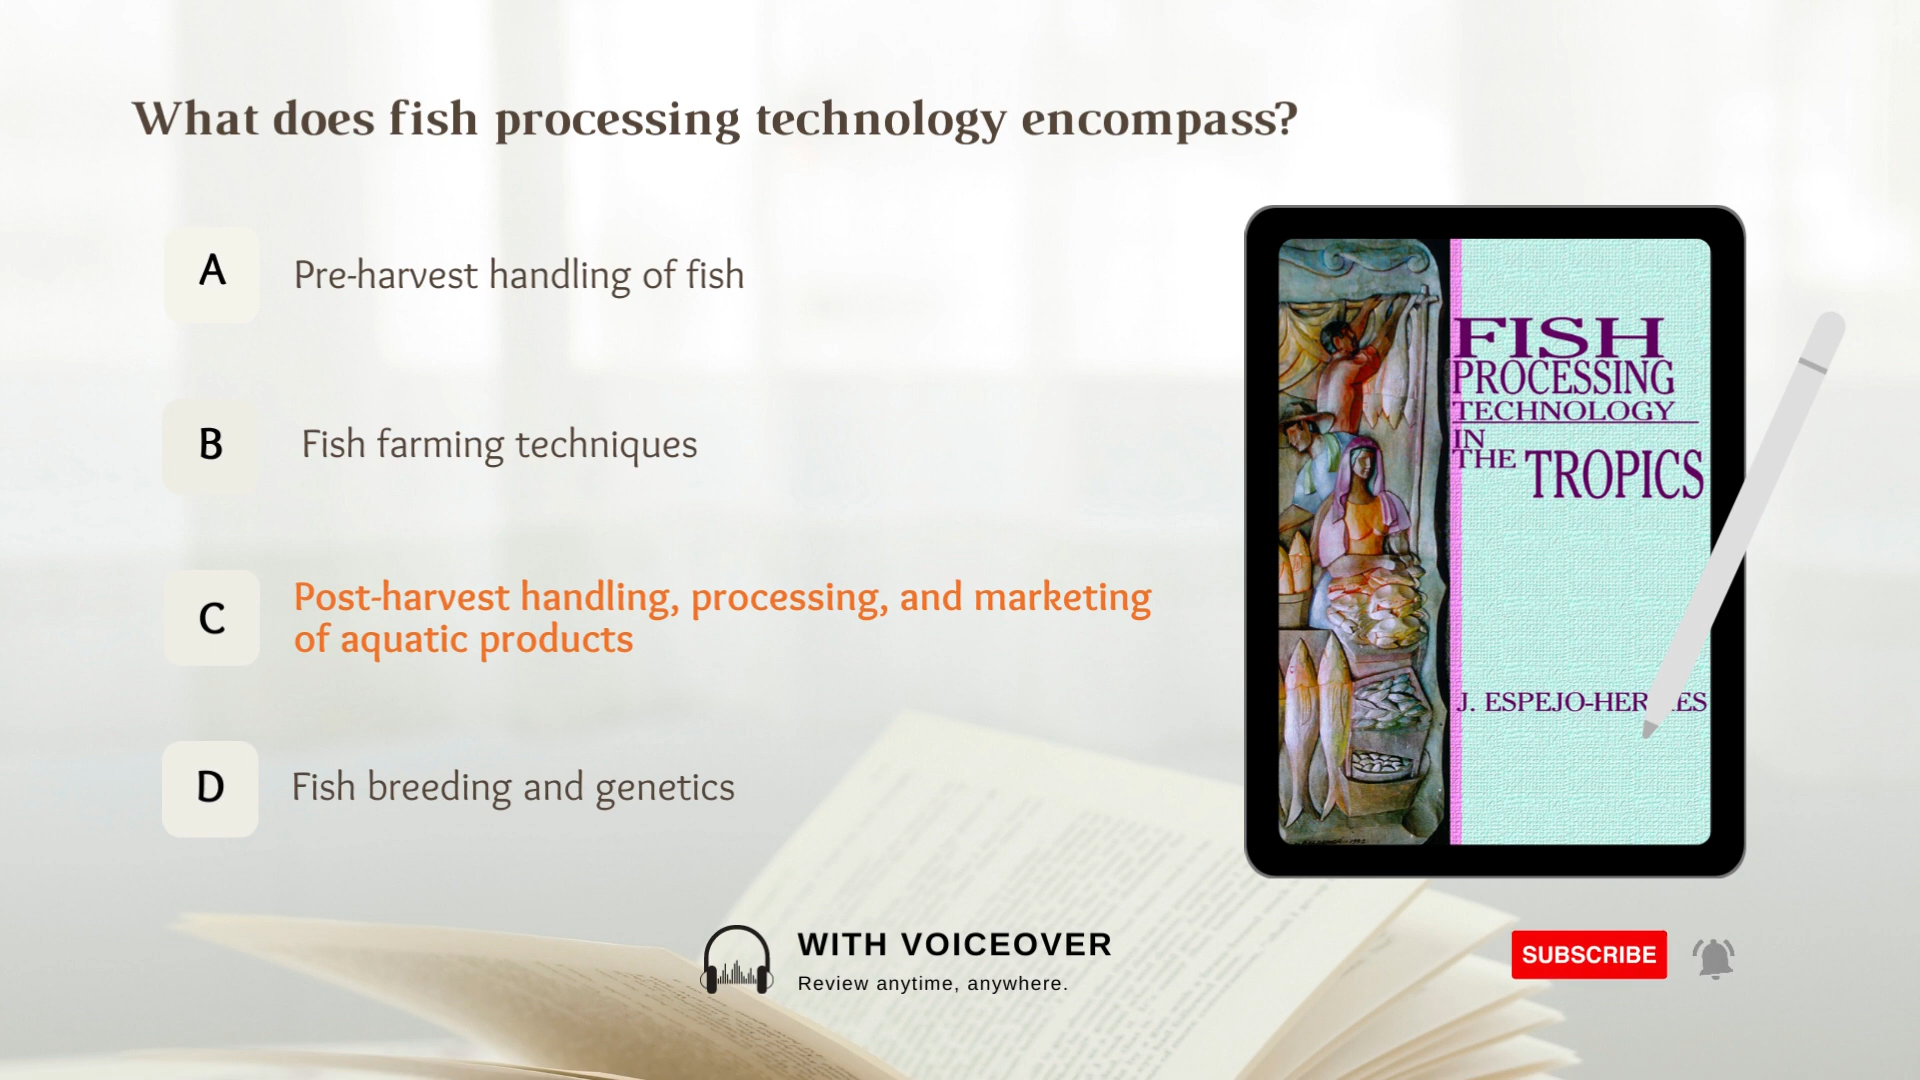 What does fish processing technology encompass?
A
Pre-harvest handling of fish
B
Fish farming techniques
C
Post-harvest handling, processing, and marketing
of aquatic products
D
Fish breeding and genetics
FISH
PROCESSING
TECHNOLOGY
IN
THE TROPICS
J. ESPEJO-HER
WITH VOICEOVER
Review anytime, anywhere.
SUBSCRIBE